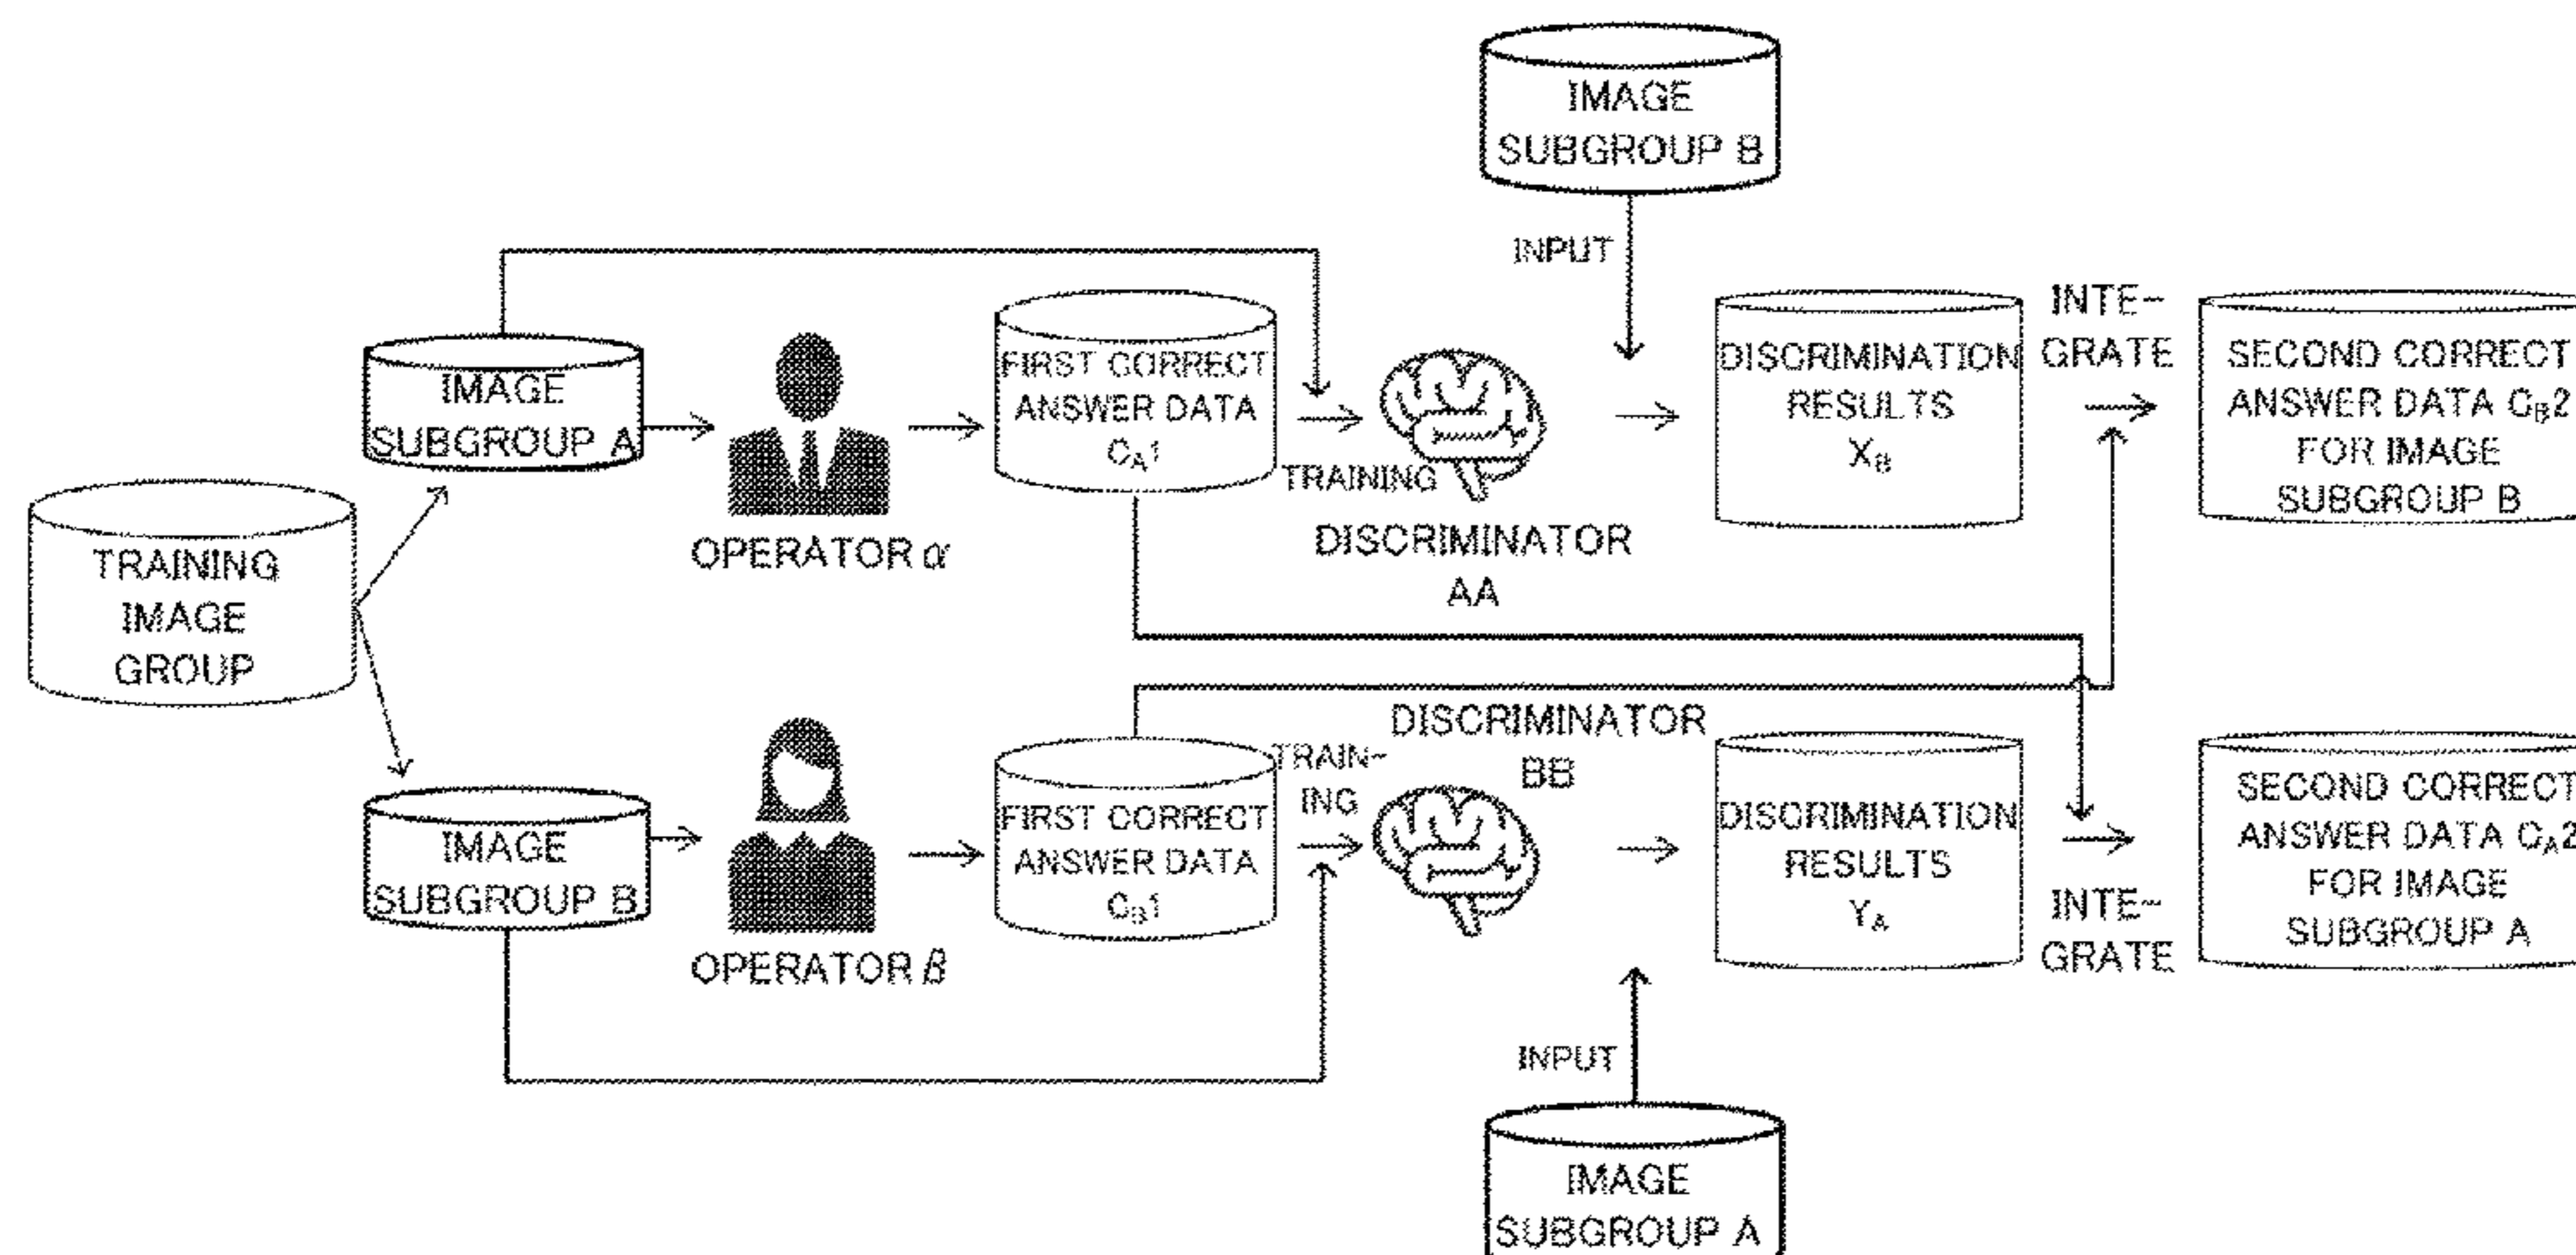 IMAGE
SUBGROUP B
INPUT
IMAGE
SUBGROUP A
OPERATOR α
FIRST CORRECT
ANSWER DATA
CA1
TRAINING
DISCRIMINATOR
AA
DISCRIMINATION
RESULTS
XB
INTE-
GRATE
SECOND CORRECT
ANSWER DATA CB2
FOR IMAGE
SUBGROUP B
TRAINING
IMAGE
GROUP
IMAGE
SUBGROUP B
OPERATOR β
FIRST CORRECT
ANSWER DATA
CB1
TRAIN-
ING
DISCRIMINATOR
BB
DISCRIMINATION
RESULTS
YA
INTE-
GRATE
SECOND CORRECT
ANSWER DATA CA2
FOR IMAGE
SUBGROUP A
INPUT
IMAGE
SUBGROUP A